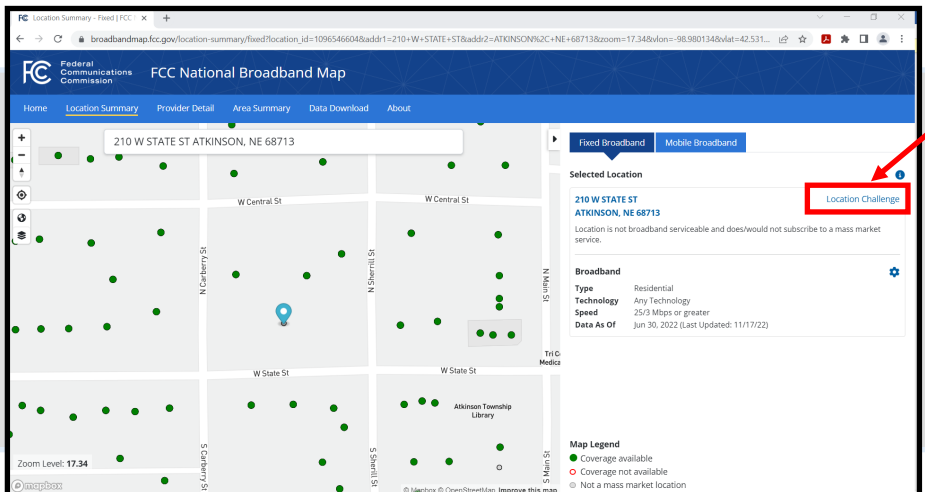 FCC Location Summary - Fixed | FCC
broadbandmap.fcc.gov/location-summary/fixed?location_id=1096546604&addr1=210+W+STATE+ST&addr2=ATKINSON%2C+NE+68713&zoom=17.34&vlon=-98.980134&vlat=42.531...
FCC Federal
Communications
Commission
FCC National Broadband Map
Home Location Summary Provider Detail Area Summary Data Download About
210 W STATE ST ATKINSON, NE 68713
W Central St W Central St
N Carberry St
N Sherrill St
N Main St
Tri
Medica
W State St W State St
Atkinson Township
Library
S Carberry St
S Sherill St
S Main St
Zoom Level: 17.34
mapbox
© Mapbox © OpenStreetMap Improve this map
Fixed Broadband Mobile Broadband
Selected Location
210 W STATE ST Location Challenge
ATKINSON, NE 68713
Location is not broadband serviceable and does/would not subscribe to a mass market
service.
Broadband
Type Residential
Technology Any Technology
Speed 25/3 Mbps or greater
Data As Of Jun 30, 2022 (Last Updated: 11/17/22)
Map Legend
Coverage available
Coverage not available
Not a mass market location